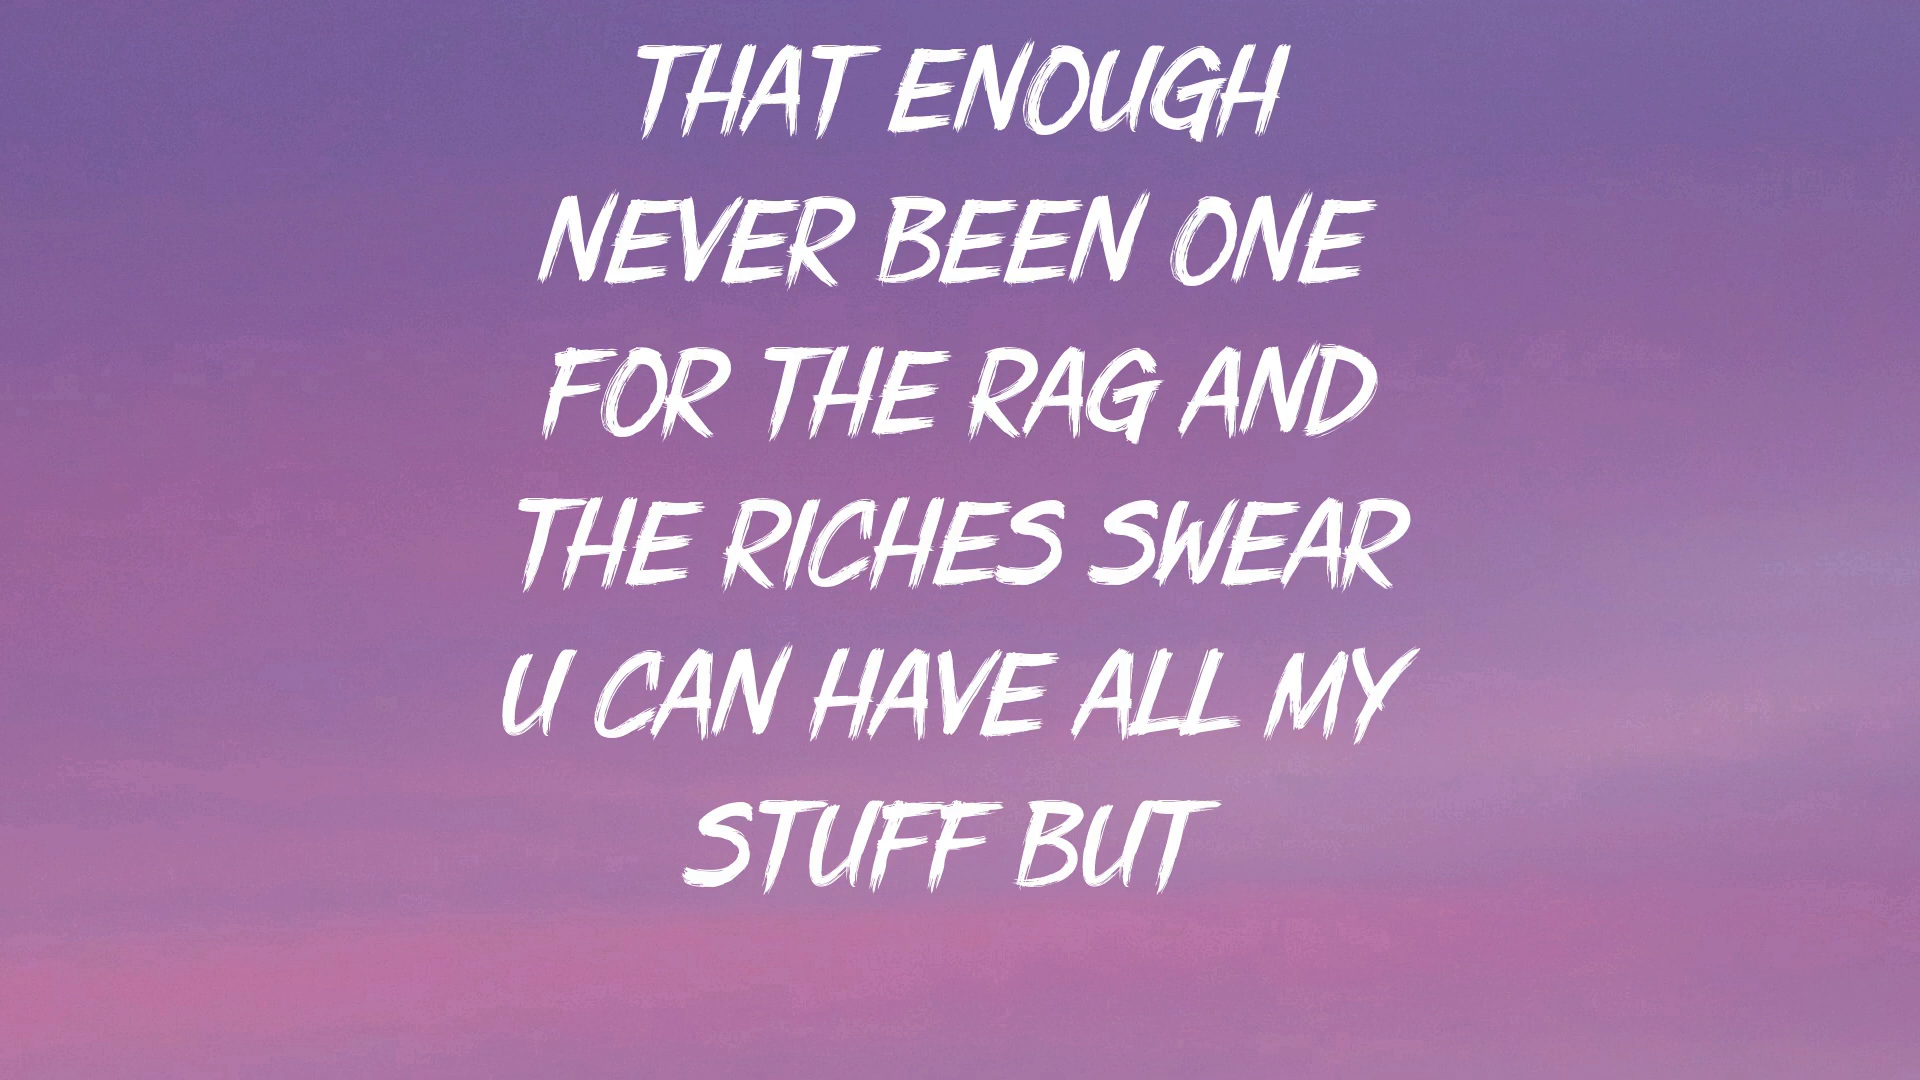 THAT ENOUGH
NEVER BEEN ONE
FOR THE RAG AND
THE RICHES SWEAR
U CAN HAVE ALL MY
STUFF BUT